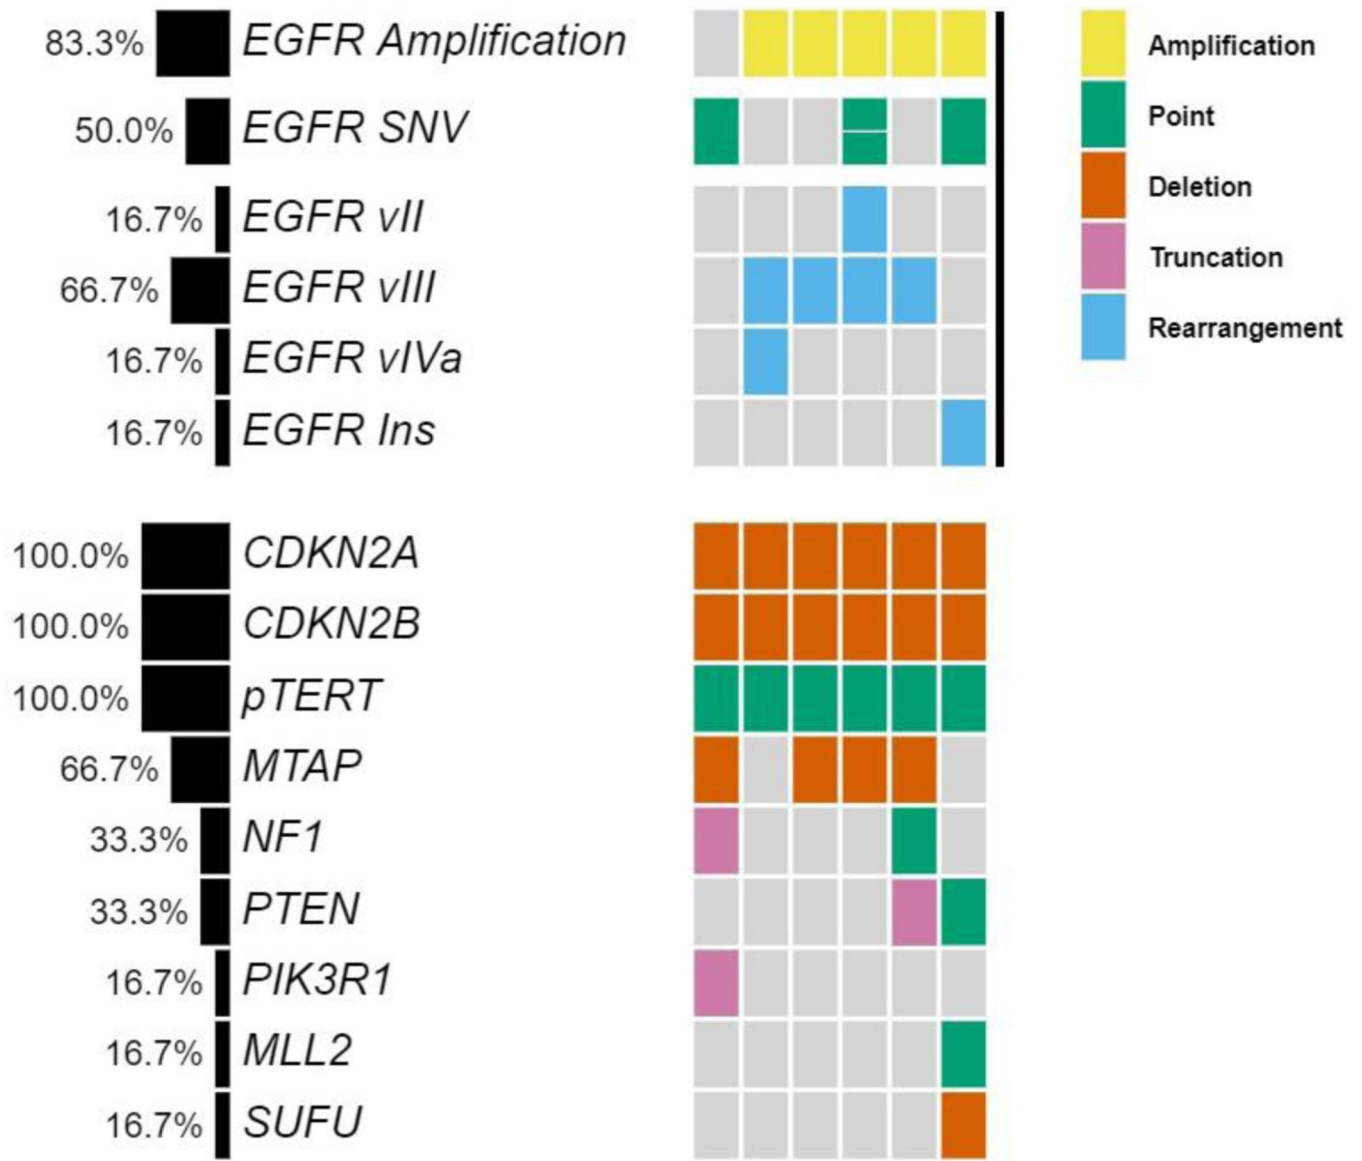 83.3% EGFR Amplification
50.0% EGFR SNV
16.7% EGFR vII
66.7% EGFR vIII
16.7% EGFR vIVa
16.7% EGFR Ins
100.0% CDKN2A
100.0% CDKN2B
100.0% pTERT
66.7% MTAP
33.3% NF1
33.3% PTEN
16.7% PIK3R1
16.7% MLL2
16.7% SUFU
Amplification
Point
Deletion
Truncation
Rearrangement